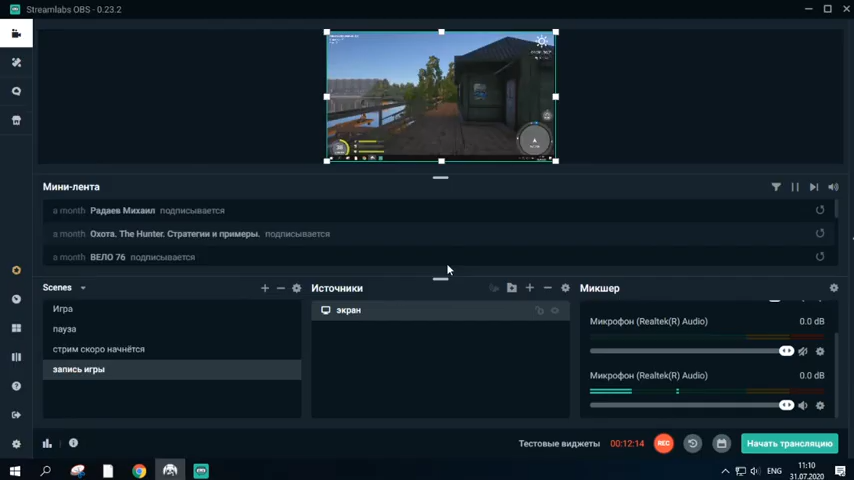 Streamlabs OBS - 0.23.2
Мини-лента
a month Радаев Михаил подписывается
a month Охота. The Hunter. Стратегии и примеры. подписывается
a month ВЕЛО 76 подписывается
Scenes
Источники
Микшер
Игра
пауза
стрим скоро начнётся
запись игры
экран
Микрофон (Realtek(R) Audio) 0.0 dB
Микрофон (Realtek(R) Audio) 0.0 dB
Тестовые виджеты 00:12:14 REC Начать трансляцию
ENG
11:10
31.07.2020